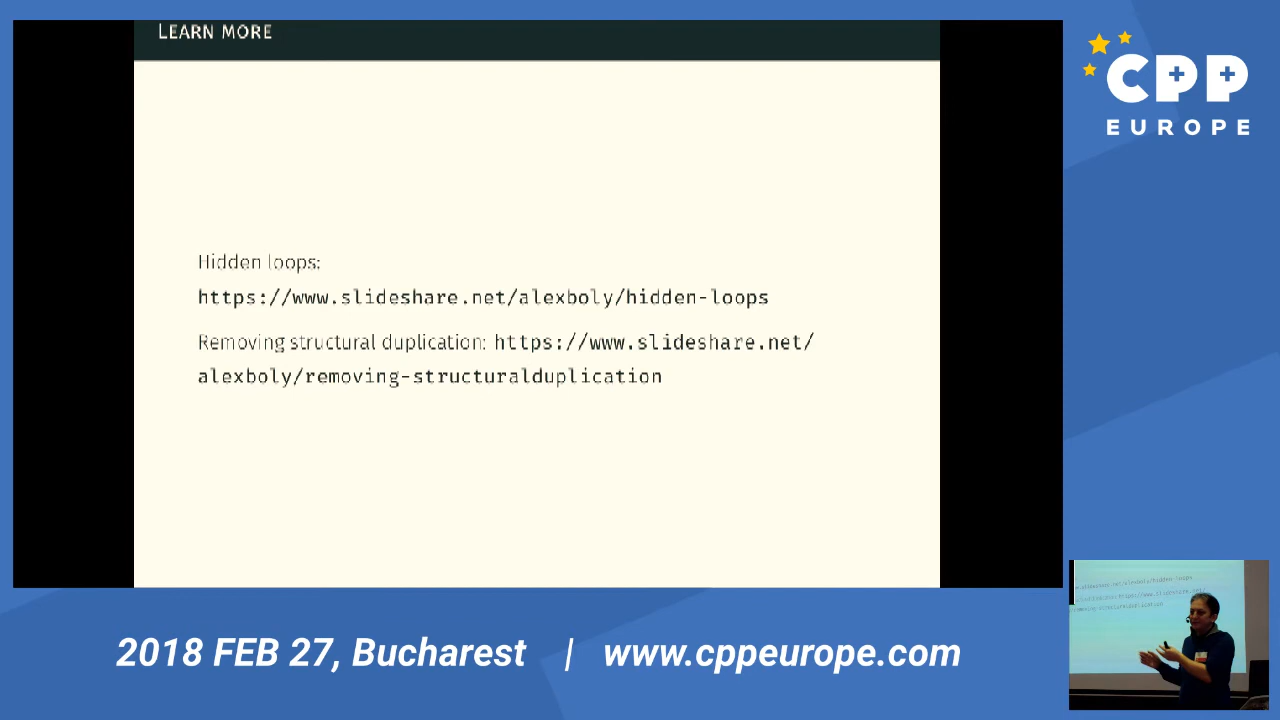 LEARN MORE
CPP
EUROPE
Hidden loops:
https://www.slideshare.net/alexboly/hidden-loops
Removing structural duplication: https://www.slideshare.net/
alexboly/removing-structuralduplication
2018 FEB 27, Bucharest | www.cppeurope.com